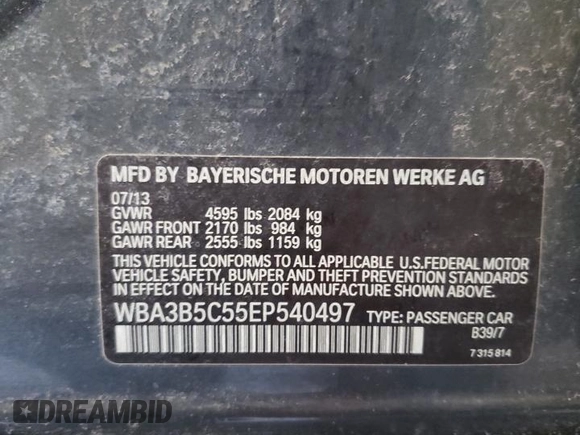 MFD BY BAYERISCHE MOTOREN WERKE AG
07/13
GVWR 4595 lbs 2084 kg
GAWR FRONT 2170 lbs 984 kg
GAWR REAR 2555 lbs 1159 kg
THIS VEHICLE CONFORMS TO ALL APPLICABLE U.S.FEDERAL MOTOR
VEHICLE SAFETY, BUMPER AND THEFT PREVENTION STANDARDS
IN EFFECT ON THE DATE OF MANUFACTURE SHOWN ABOVE.
WBA3B5C55EP540497 TYPE: PASSENGER CAR
B39/7
7 315 814
DREAMBID